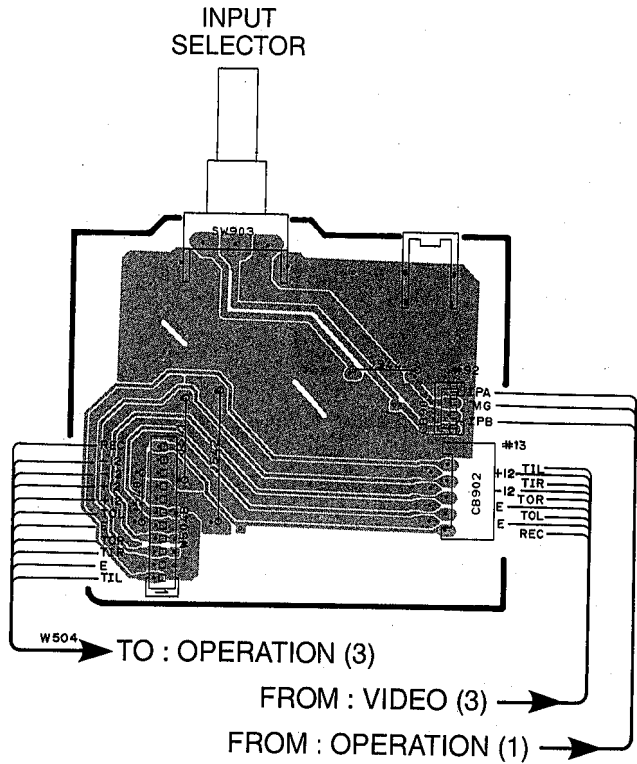 INPUT
SELECTOR
SW903
PA
MG
PB
#13
CB902
TIL
+12
TIR
-12
TOR
E
TOL
E
REC
TOR
TIR
E
TIL
W504
TO : OPERATION (3)
FROM : VIDEO (3)
FROM : OPERATION (1)